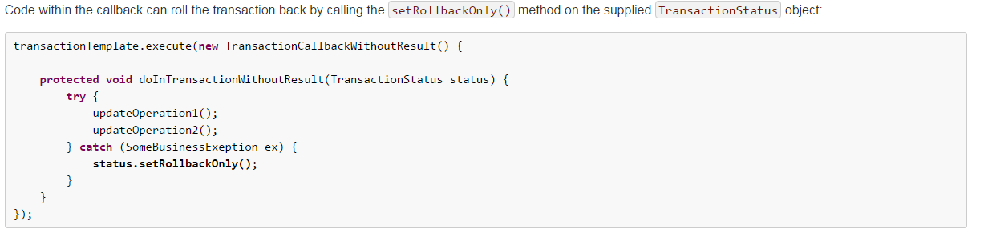 Code within the callback can roll the transaction back by calling the setRollbackOnly() method on the supplied TransactionStatus object:
transactionTemplate.execute(new TransactionCallbackWithoutResult() {
    protected void doInTransactionWithoutResult(TransactionStatus status) {
        try {
            updateOperation1();
            updateOperation2();
        } catch (SomeBusinessExeption ex) {
            status.setRollbackOnly();
        }
    }
});